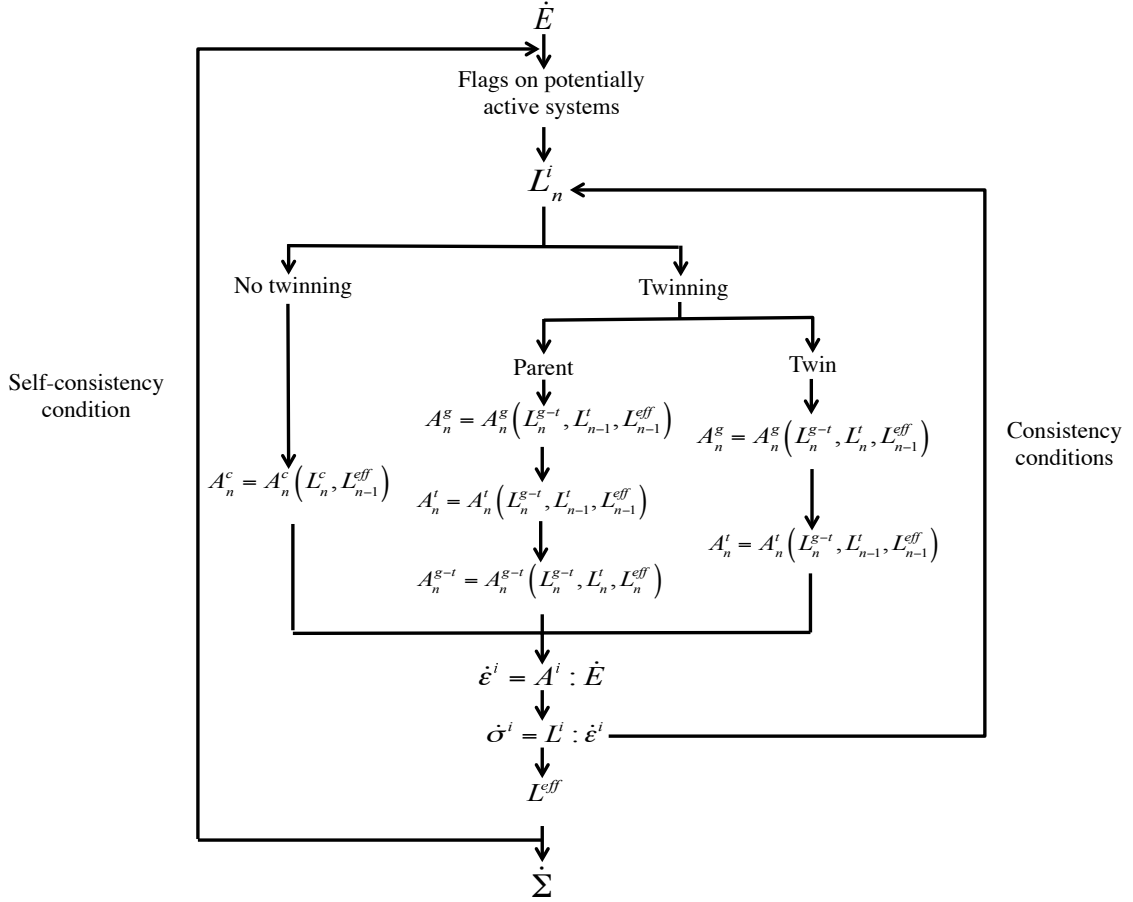 Ė
Flags on potentially
active systems
Lⁱₙ
No twinning
Twinning
Parent
Twin
Self-consistency
condition
Consistency
conditions
A_n^g = A_n^g (L_n^{g-t}, L_{n-1}^t, L_{n-1}^{eff})
A_n^g = A_n^g (L_n^{g-t}, L_n^t, L_{n-1}^{eff})
A_n^c = A_n^c (L_n^c, L_{n-1}^{eff})
A_n^t = A_n^t (L_n^{g-t}, L_{n-1}^t, L_{n-1}^{eff})
A_n^t = A_n^t (L_n^{g-t}, L_{n-1}^t, L_{n-1}^{eff})
A_n^{g-t} = A_n^{g-t} (L_n^{g-t}, L_n^t, L_n^{eff})
ε̇ⁱ = Aⁱ : Ė
σ̇ⁱ = Lⁱ : ε̇ⁱ
L^{eff}
Σ̇